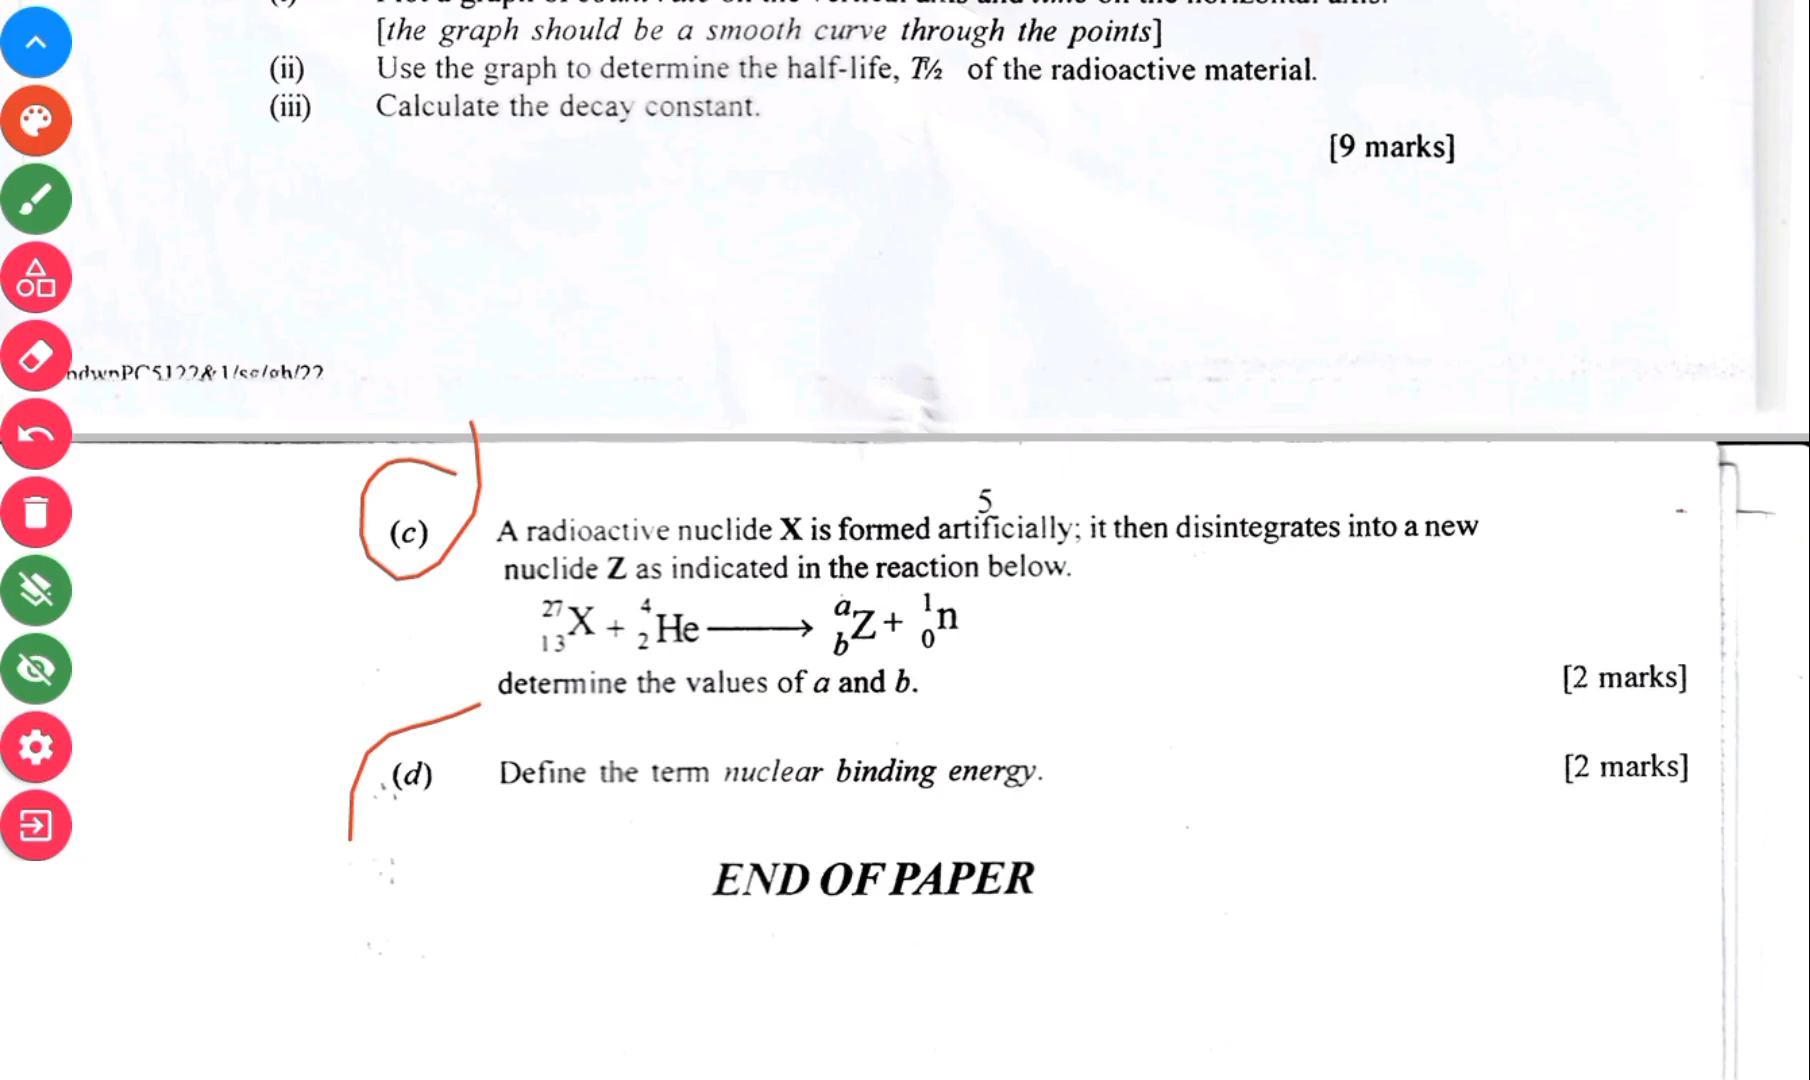 [the graph should be a smooth curve through the points]
(ii) Use the graph to determine the half-life, T½ of the radioactive material.
(iii) Calculate the decay constant.
[9 marks]
5
(c) A radioactive nuclide X is formed artificially; it then disintegrates into a new
nuclide Z as indicated in the reaction below.
²⁷₁₃X + ⁴₂He ⟶ ᵃ_bZ + ¹₀n
determine the values of a and b. [2 marks]
(d) Define the term nuclear binding energy. [2 marks]
END OF PAPER